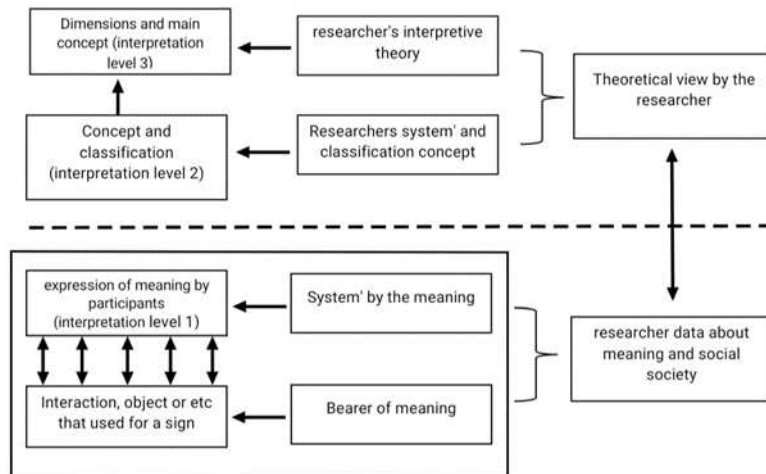 Dimensions and main
concept (interpretation
level 3)
researcher's interpretive
theory
Theoretical view by the
researcher
Concept and
classification
(interpretation level 2)
Researchers system' and
classification concept
expression of meaning by
participants
(interpretation level 1)
System' by the meaning
researcher data about
meaning and social
society
Interaction, object or etc
that used for a sign
Bearer of meaning